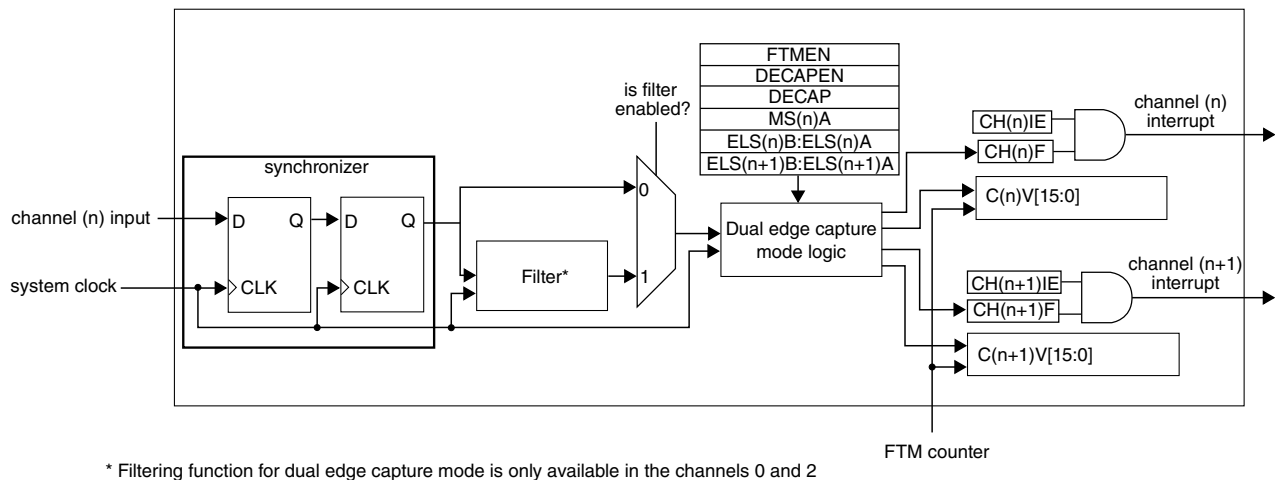 FTMEN
DECAPEN
DECAP
MS(n)A
ELS(n)B:ELS(n)A
ELS(n+1)B:ELS(n+1)A
is filter
enabled?
synchronizer
channel (n) input
system clock
D Q
CLK
D Q
CLK
Filter*
0
1
Dual edge capture
mode logic
CH(n)IE
CH(n)F
channel (n)
interrupt
C(n)V[15:0]
CH(n+1)IE
CH(n+1)F
channel (n+1)
interrupt
C(n+1)V[15:0]
FTM counter
* Filtering function for dual edge capture mode is only available in the channels 0 and 2